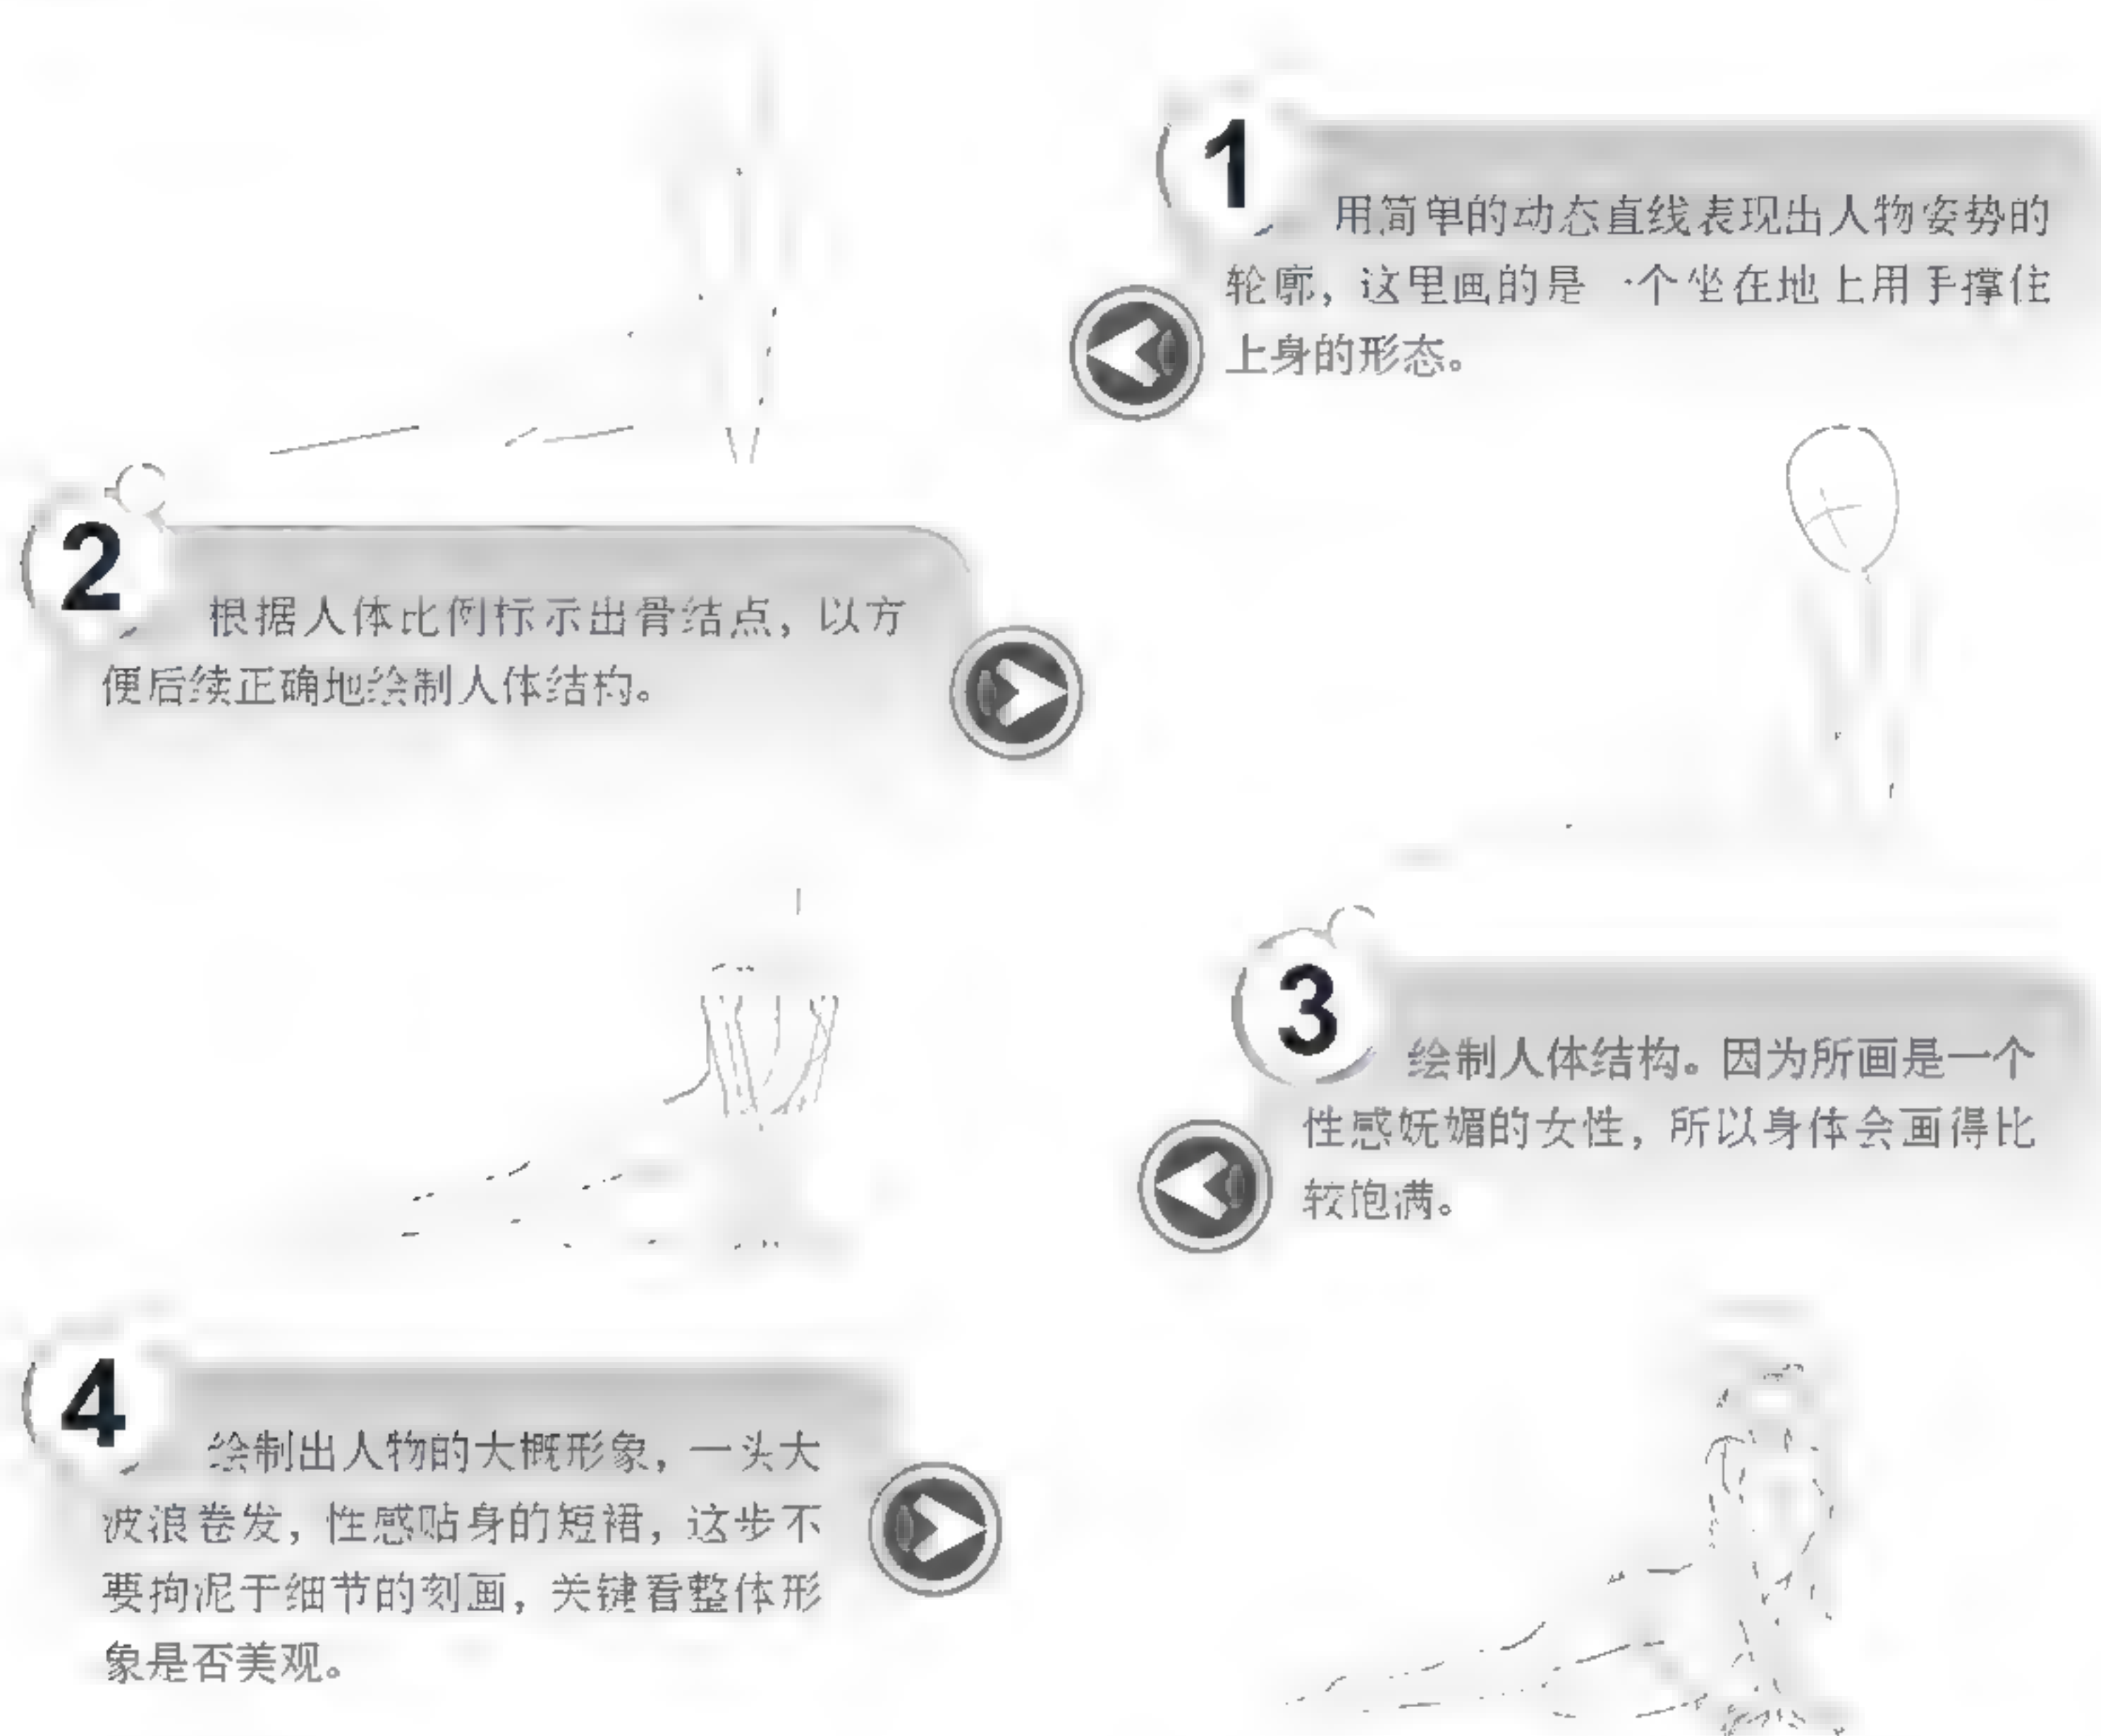 1
用简单的动态直线表现出人物姿势的
轮廓，这里画的是一个坐在地上用手撑住
上身的形态。
2
根据人体比例标示出骨结点，以方
便后续正确地绘制人体结构。
3
绘制人体结构。因为所画是一个
性感妩媚的女性，所以身体会画得比
较饱满。
4
绘制出人物的大概形象，一头大
波浪卷发，性感贴身的短裙，这步不
要拘泥于细节的刻画，关键看整体形
象是否美观。